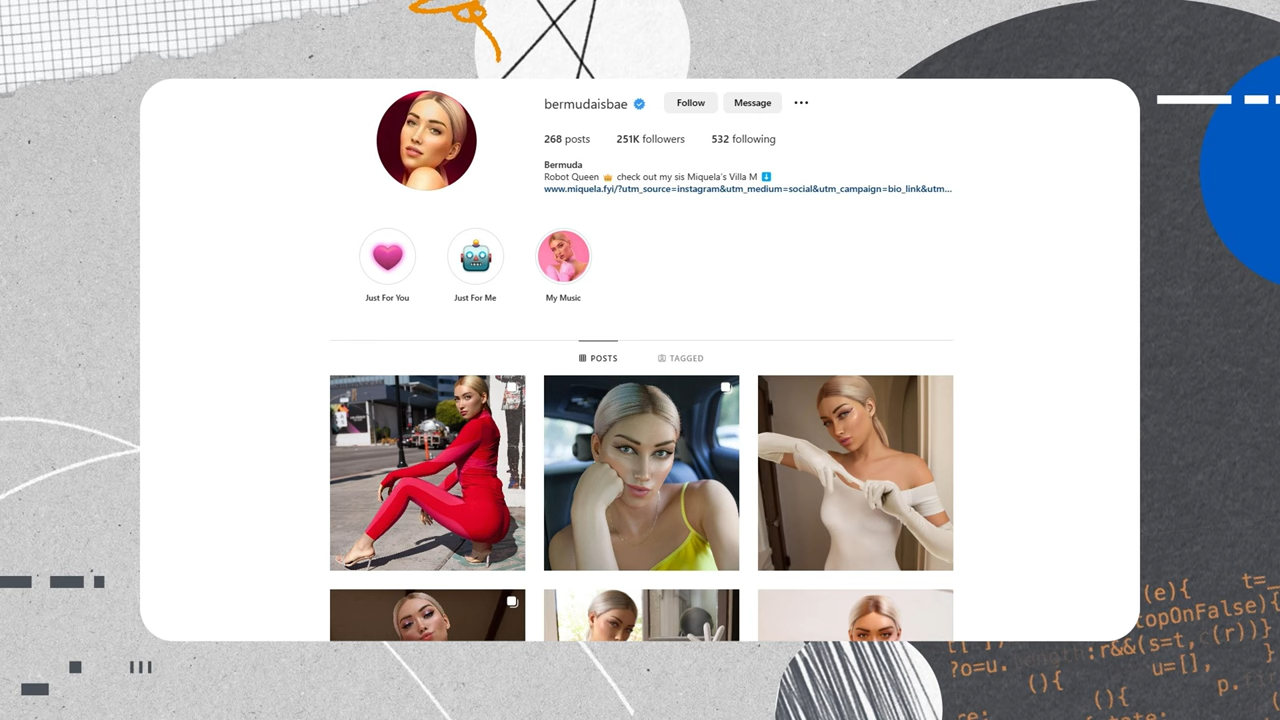 bermudaisbae Follow Message
268 posts 251K followers 532 following
Bermuda
Robot Queen 👑 check out my sis Miquela's Villa M ⬇️
www.miquela.fyi/?utm_source=instagram&utm_medium=social&utm_campaign=bio_link&utm...
Just For You Just For Me My Music
POSTS TAGGED
(e){ t=
topOnFalse){
:r&&(s=t, (r))}
?o=u. u=[], }
(){ p.
(){